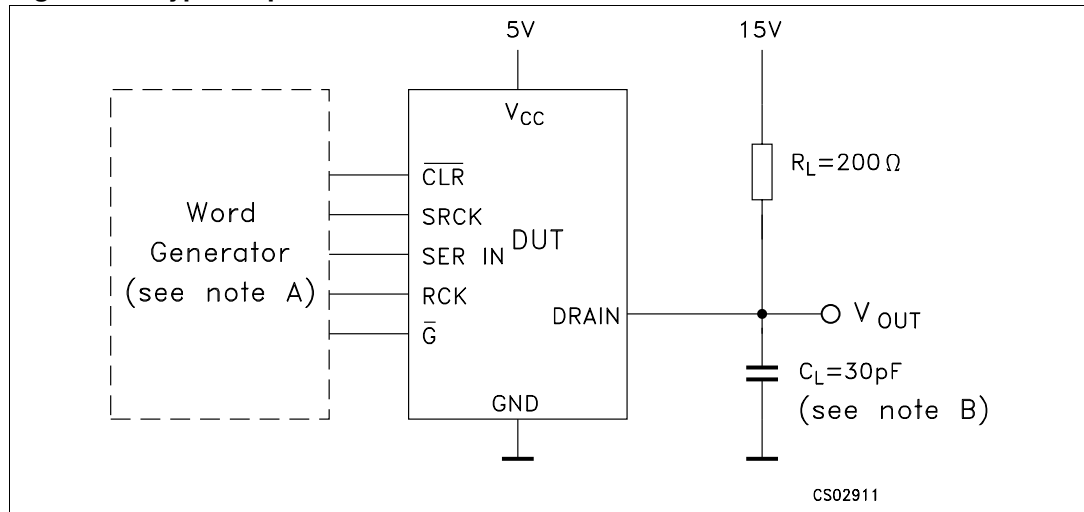 5V
15V
V_CC
C̅L̅R̅
SRCK
SER IN
RCK
G̅
DUT
DRAIN
GND
Word
Generator
(see note A)
R_L=200Ω
V_OUT
C_L=30pF
(see note B)
CS02911